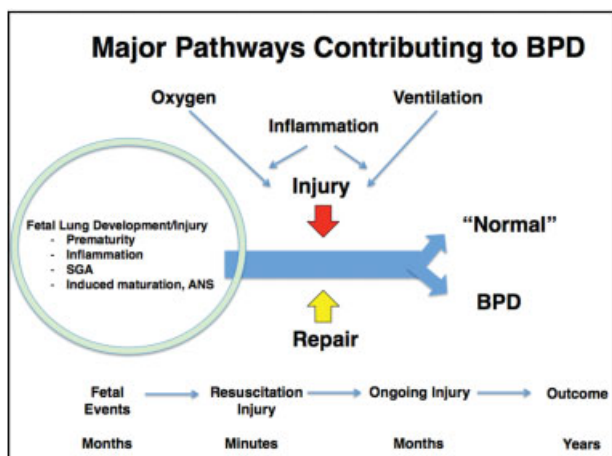 Major Pathways Contributing to BPD
Oxygen
Ventilation
Inflammation
Injury
Fetal Lung Development/Injury
- Prematurity
- Inflammation
- SGA
- Induced maturation, ANS
“Normal”
BPD
Repair
Fetal
Events
Resuscitation
Injury
Ongoing Injury
Outcome
Months
Minutes
Months
Years